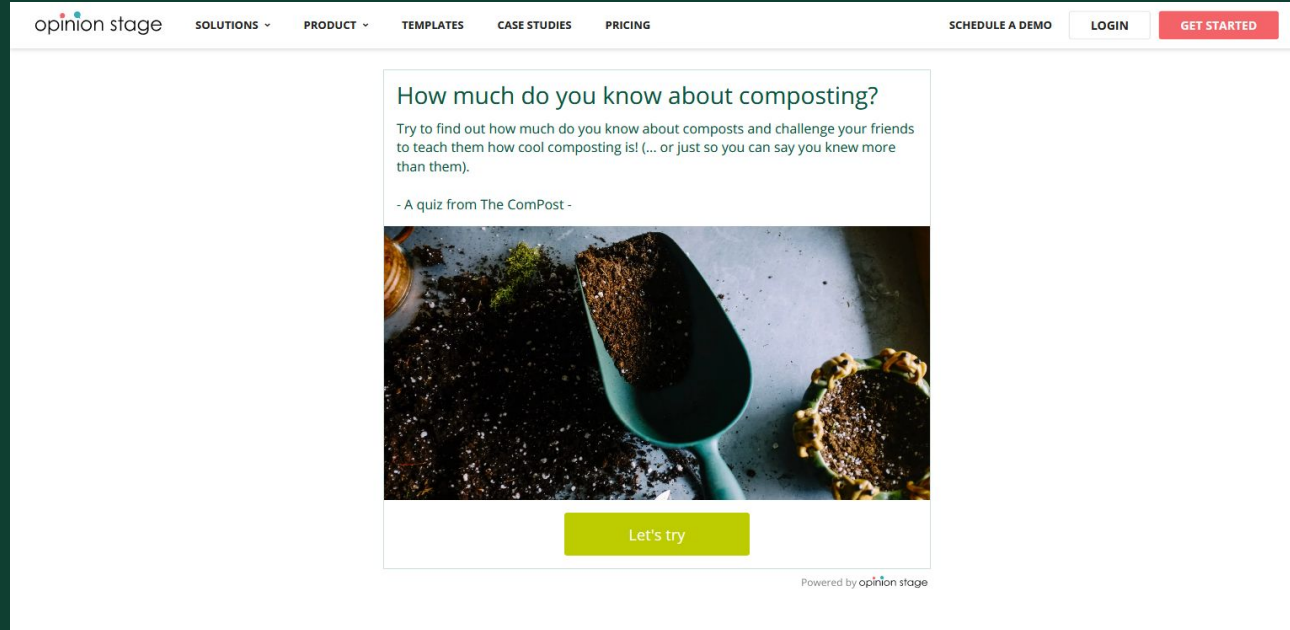 opinion stage
SOLUTIONS
PRODUCT
TEMPLATES
CASE STUDIES
PRICING
SCHEDULE A DEMO
LOGIN
GET STARTED
How much do you know about composting?
Try to find out how much do you know about composts and challenge your friends
to teach them how cool composting is! (... or just so you can say you knew more
than them).
- A quiz from The ComPost -
Let's try
Powered by opinion stage